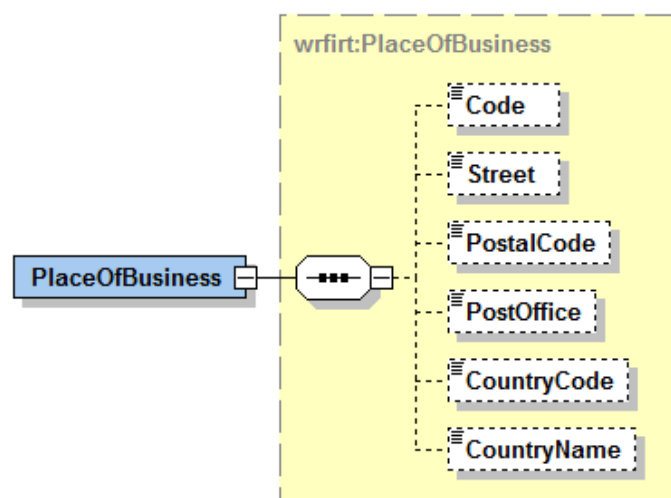 wrfirt:PlaceOfBusiness
Code
Street
PostalCode
PlaceOfBusiness
PostOffice
CountryCode
CountryName